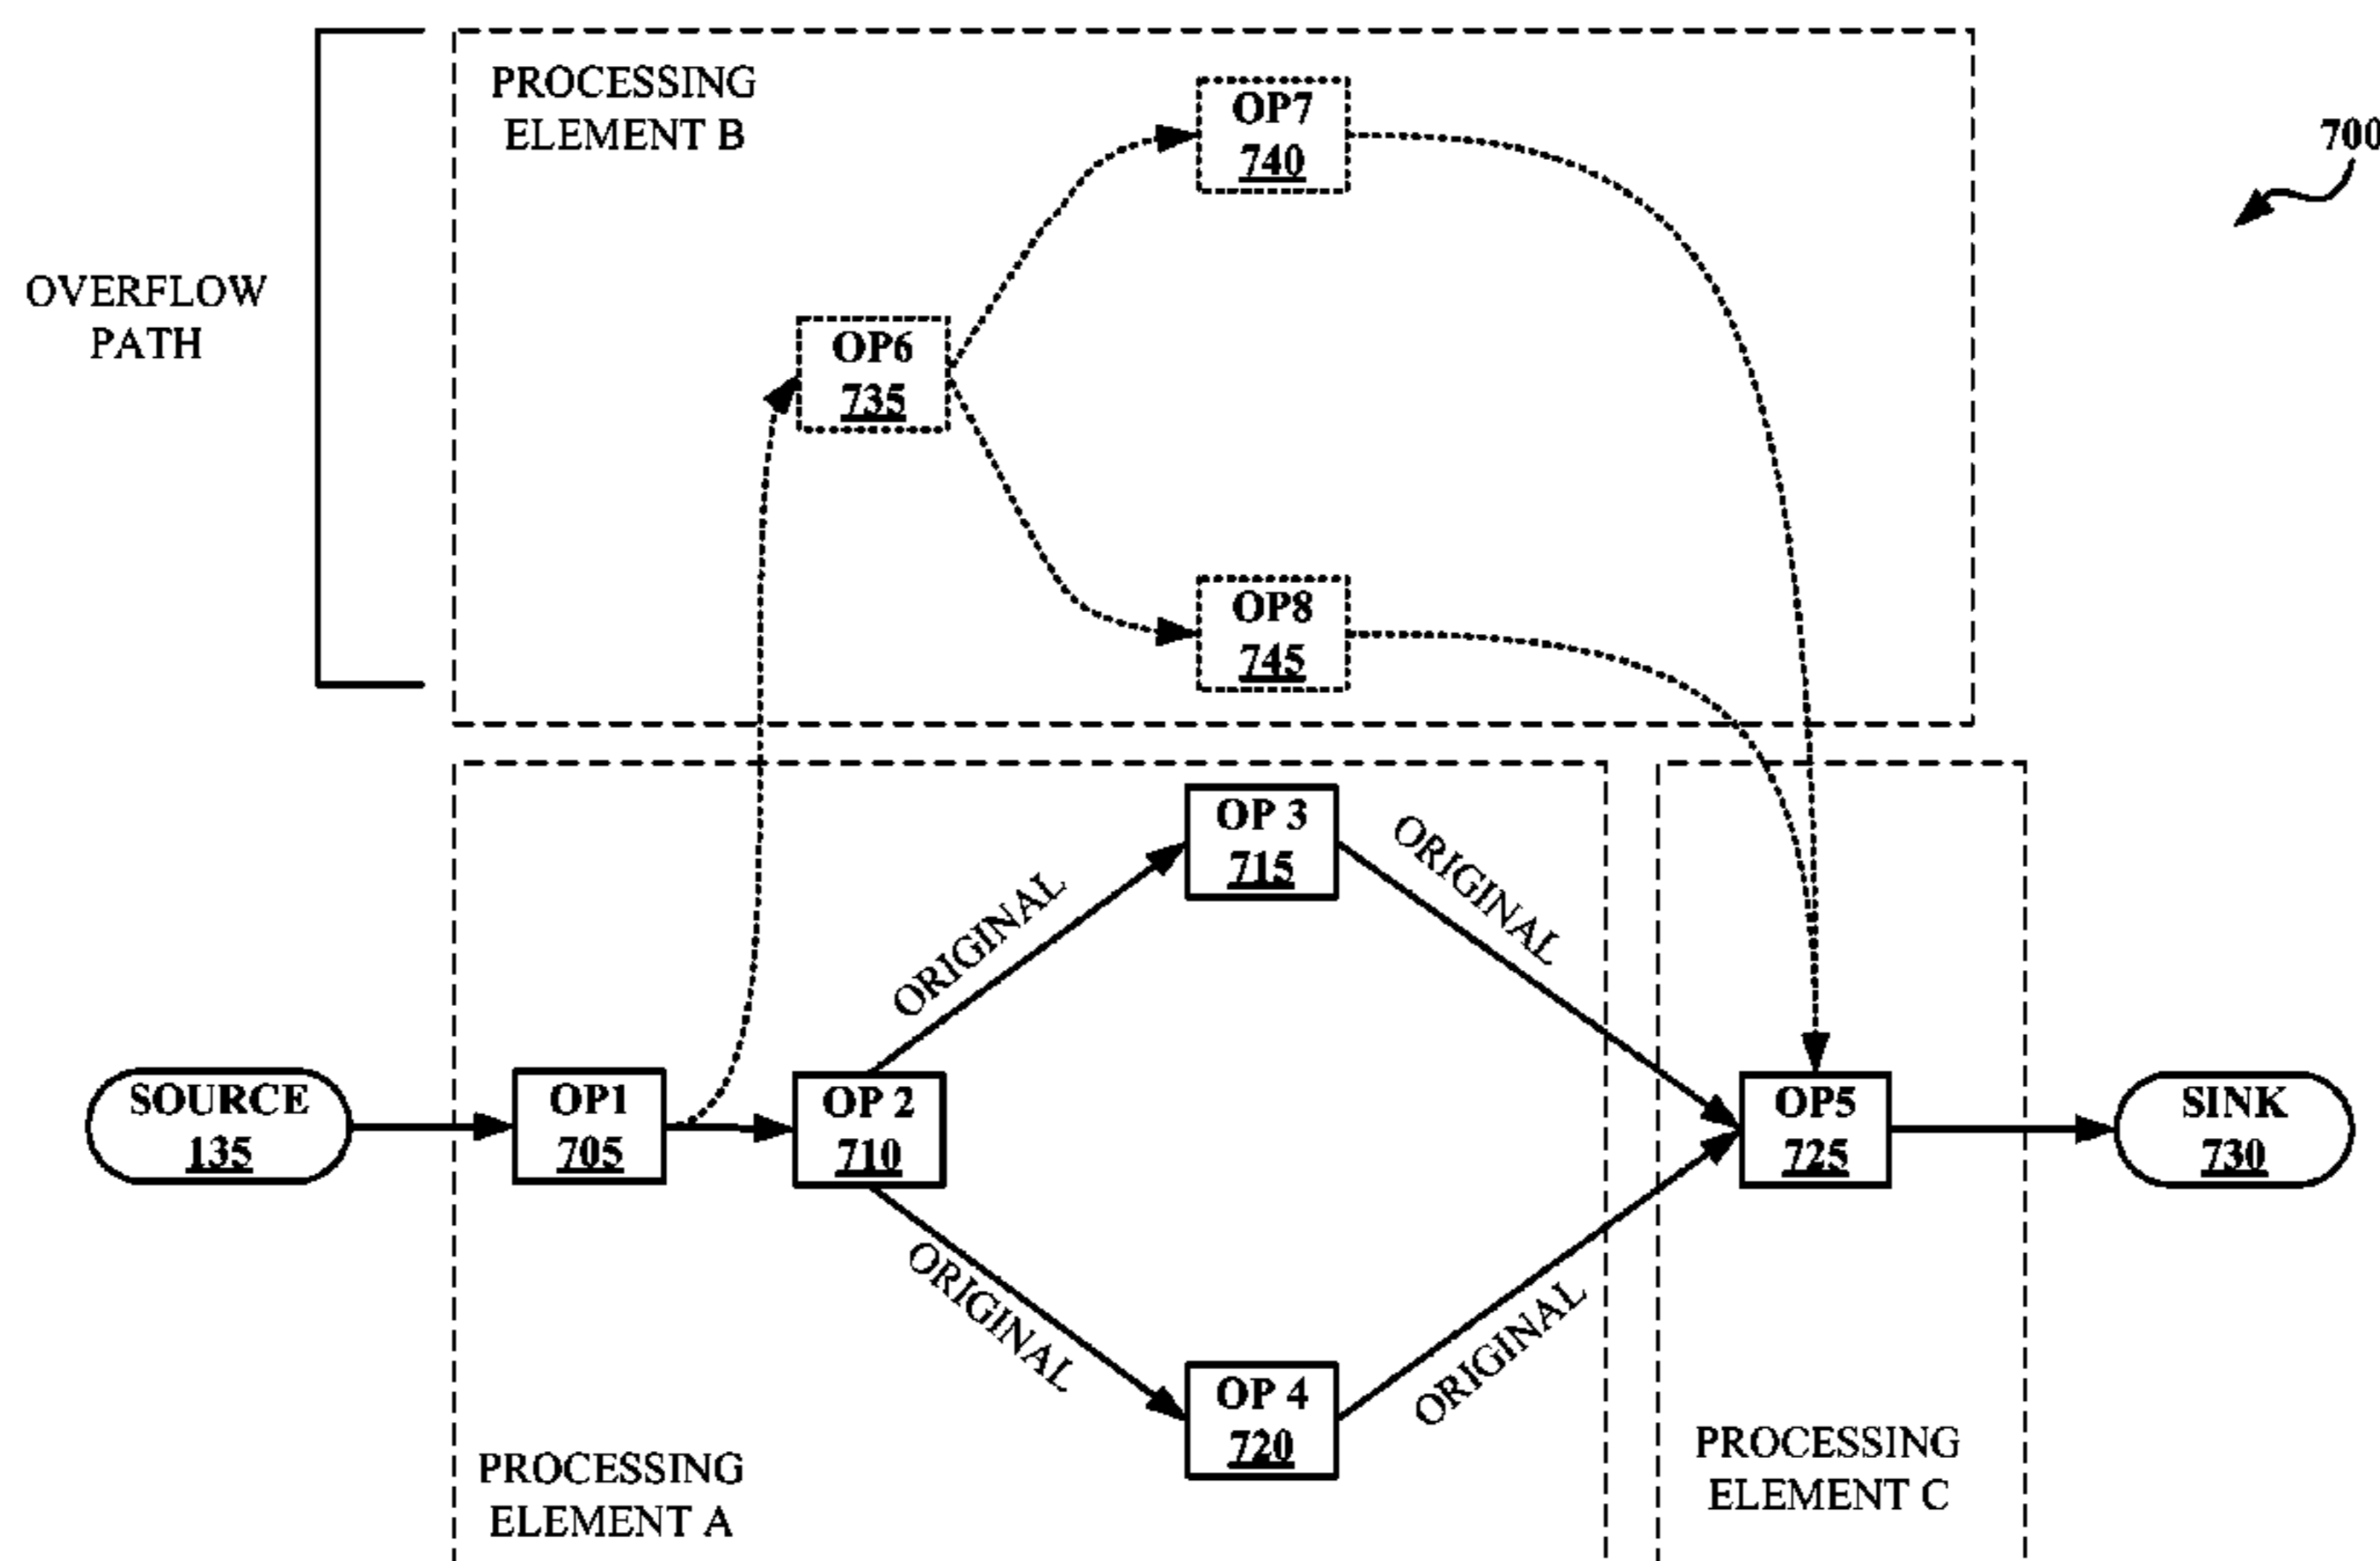 PROCESSING
ELEMENT B
OP7
740
700
OVERFLOW
PATH
OP6
735
OP8
745
OP 3
715
ORIGINAL
ORIGINAL
SOURCE
135
OP1
705
OP 2
710
OP5
725
SINK
730
ORIGINAL
ORIGINAL
OP 4
720
PROCESSING
ELEMENT A
PROCESSING
ELEMENT C